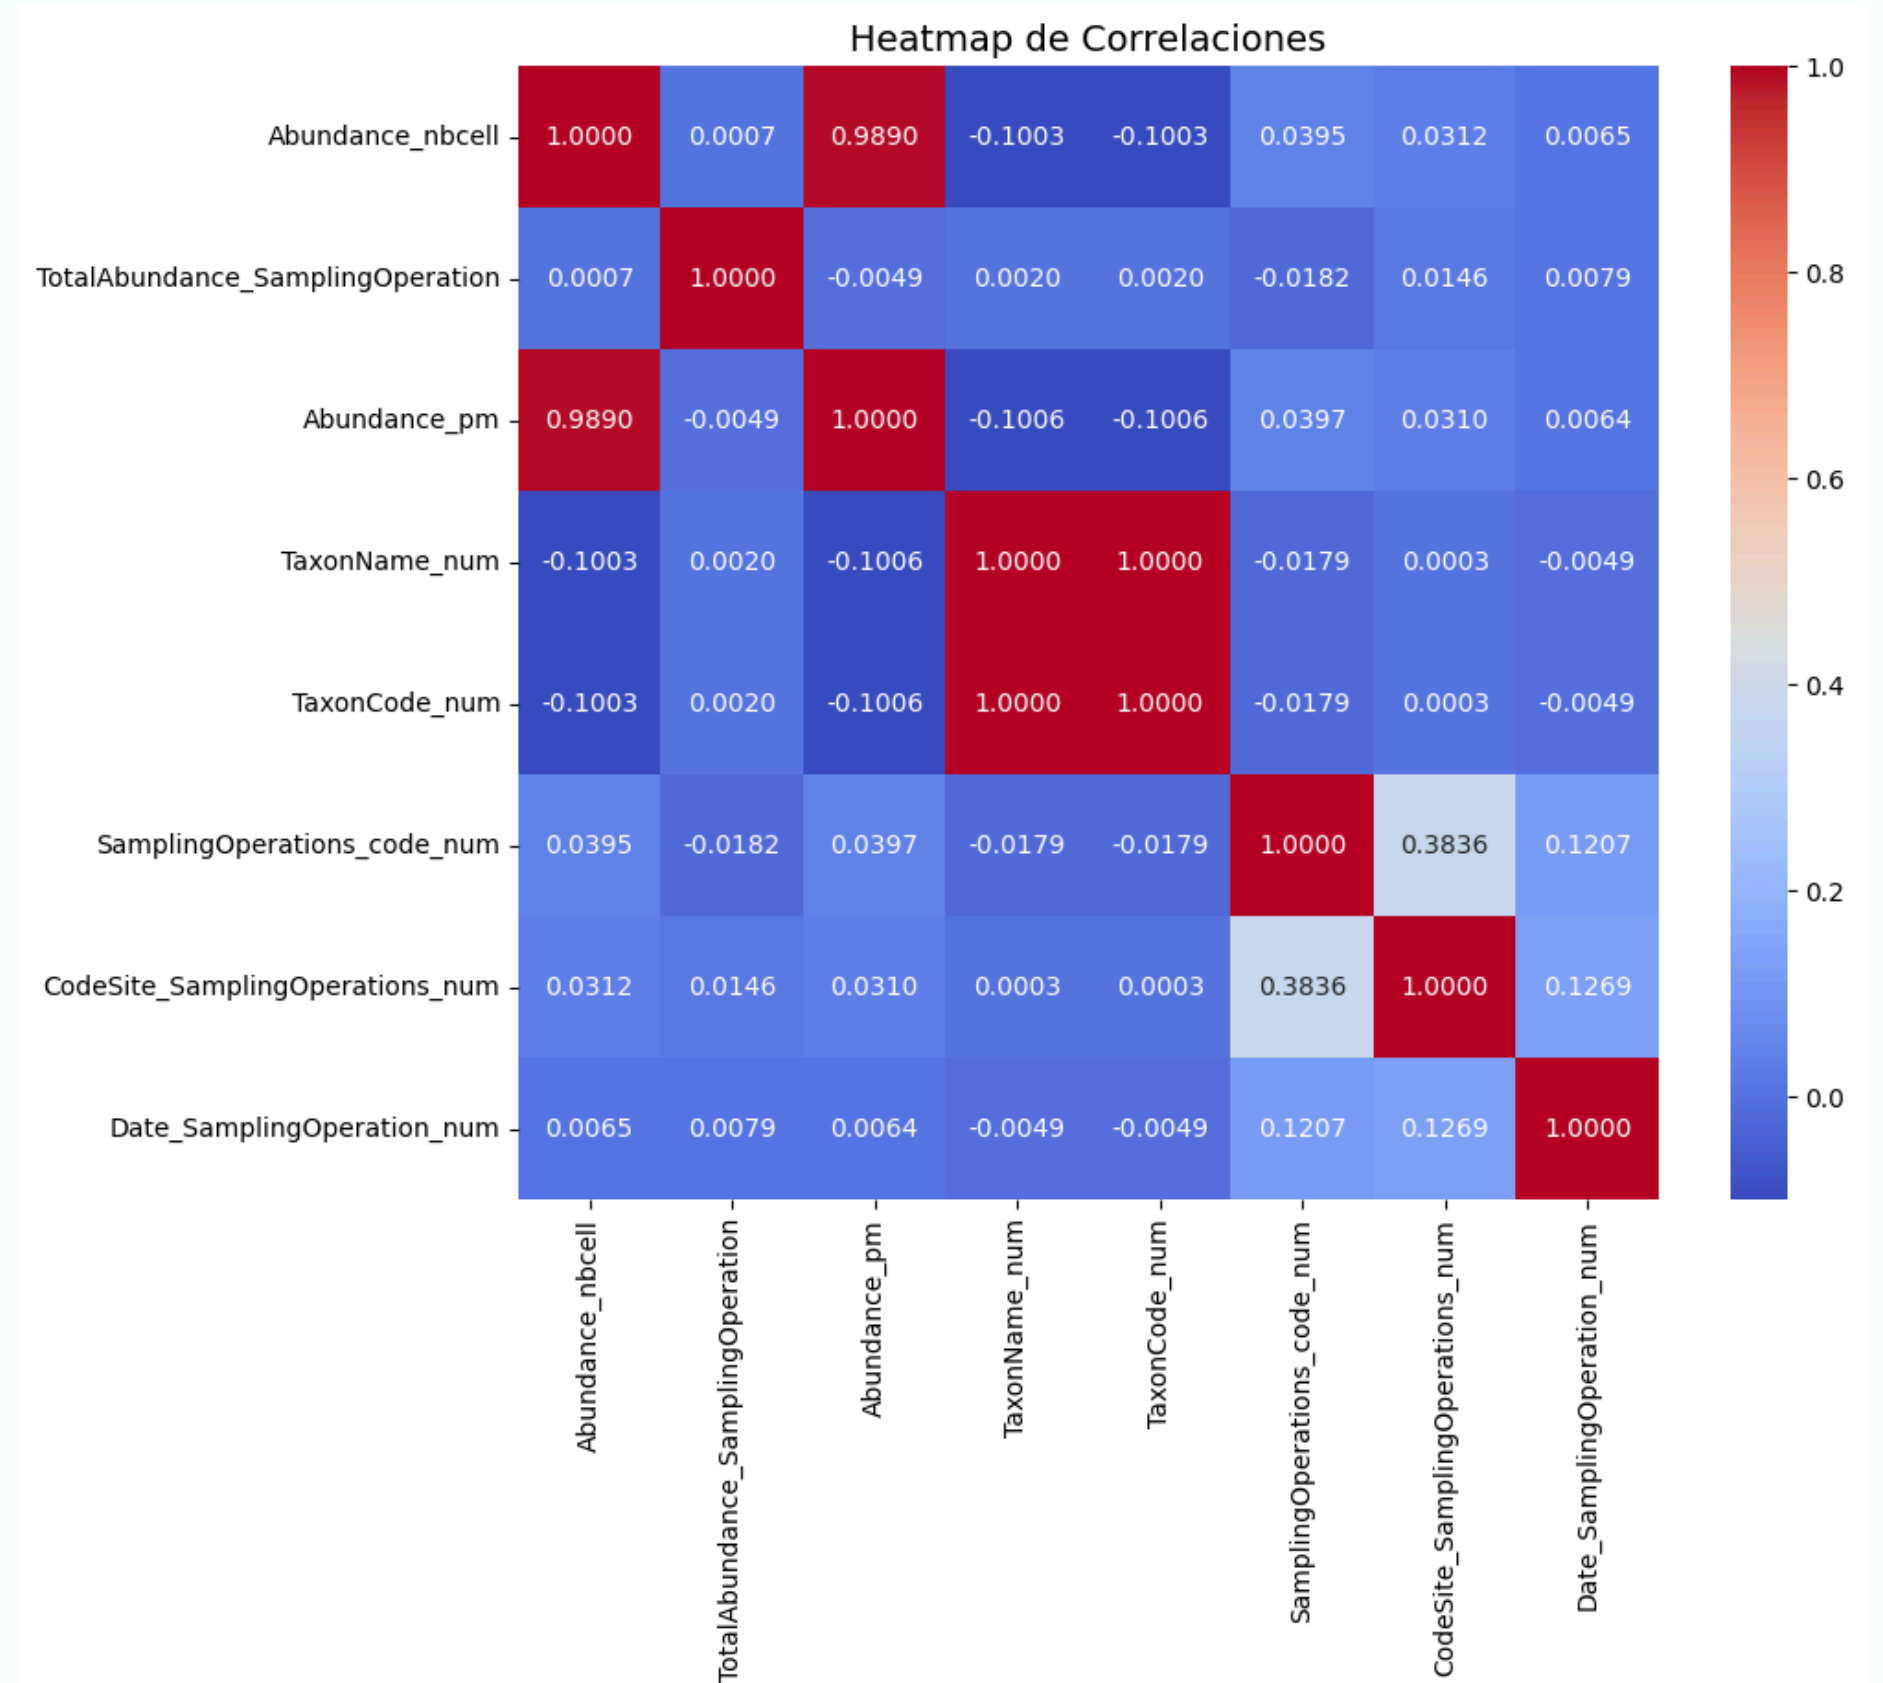 Heatmap de Correlaciones
Abundance_nbcell 1.0000 0.0007 0.9890 -0.1003 -0.1003 0.0395 0.0312 0.0065
TotalAbundance_SamplingOperation 0.0007 1.0000 -0.0049 0.0020 0.0020 -0.0182 0.0146 0.0079
Abundance_pm 0.9890 -0.0049 1.0000 -0.1006 -0.1006 0.0397 0.0310 0.0064
TaxonName_num -0.1003 0.0020 -0.1006 1.0000 1.0000 -0.0179 0.0003 -0.0049
TaxonCode_num -0.1003 0.0020 -0.1006 1.0000 1.0000 -0.0179 0.0003 -0.0049
SamplingOperations_code_num 0.0395 -0.0182 0.0397 -0.0179 -0.0179 1.0000 0.3836 0.1207
CodeSite_SamplingOperations_num 0.0312 0.0146 0.0310 0.0003 0.0003 0.3836 1.0000 0.1269
Date_SamplingOperation_num 0.0065 0.0079 0.0064 -0.0049 -0.0049 0.1207 0.1269 1.0000
Abundance_nbcell
TotalAbundance_SamplingOperation
Abundance_pm
TaxonName_num
TaxonCode_num
SamplingOperations_code_num
CodeSite_SamplingOperations_num
Date_SamplingOperation_num
1.0
0.8
0.6
0.4
0.2
0.0